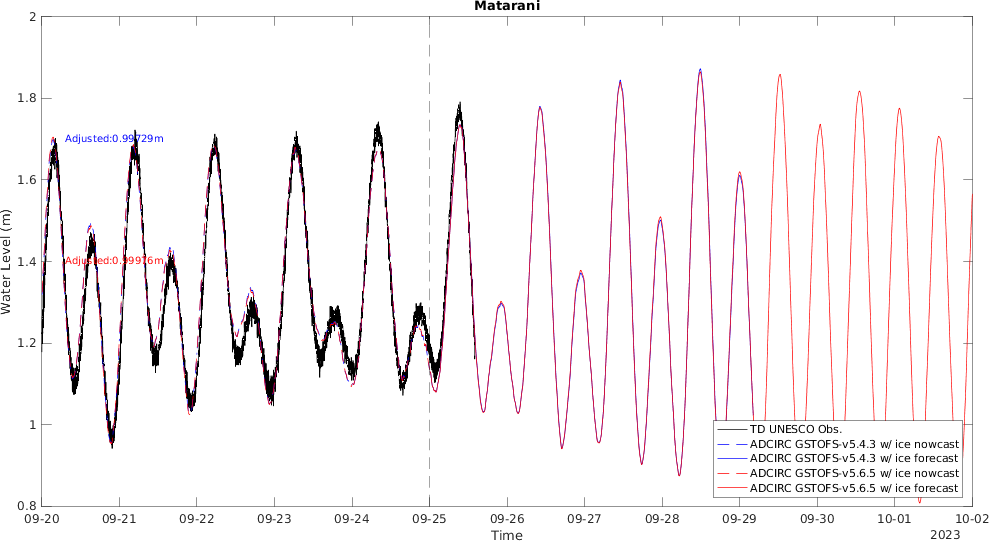 Matarani
Water Level (m)
2
1.8
1.6
1.4
1.2
1
0.8
Adjusted:0.99729m
Adjusted:0.99976m
TD UNESCO Obs.
ADCIRC GSTOFS-v5.4.3 w/ ice nowcast
ADCIRC GSTOFS-v5.4.3 w/ ice forecast
ADCIRC GSTOFS-v5.6.5 w/ ice nowcast
ADCIRC GSTOFS-v5.6.5 w/ ice forecast
09-20 09-21 09-22 09-23 09-24 09-25 09-26 09-27 09-28 09-29 09-30 10-01 10-02
Time
2023